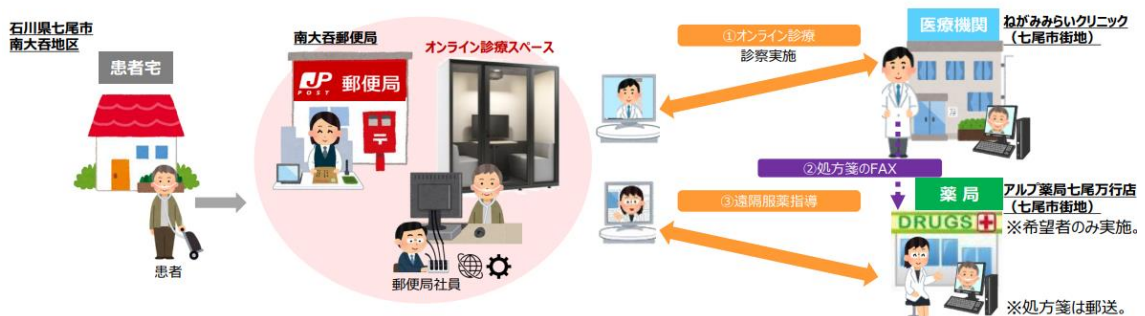 石川県七尾市
南大呑地区
患者宅
患者
南大呑郵便局
JP
POST
郵便局
〒
オンライン診療スペース
郵便局社員
①オンライン診療
診察実施
②処方箋のFAX
③遠隔服薬指導
医療機関
ねがみみらいクリニック
（七尾市街地）
薬局
アルプ薬局七尾万行店
（七尾市街地）
DRUGS
※希望者のみ実施。
※処方箋は郵送。